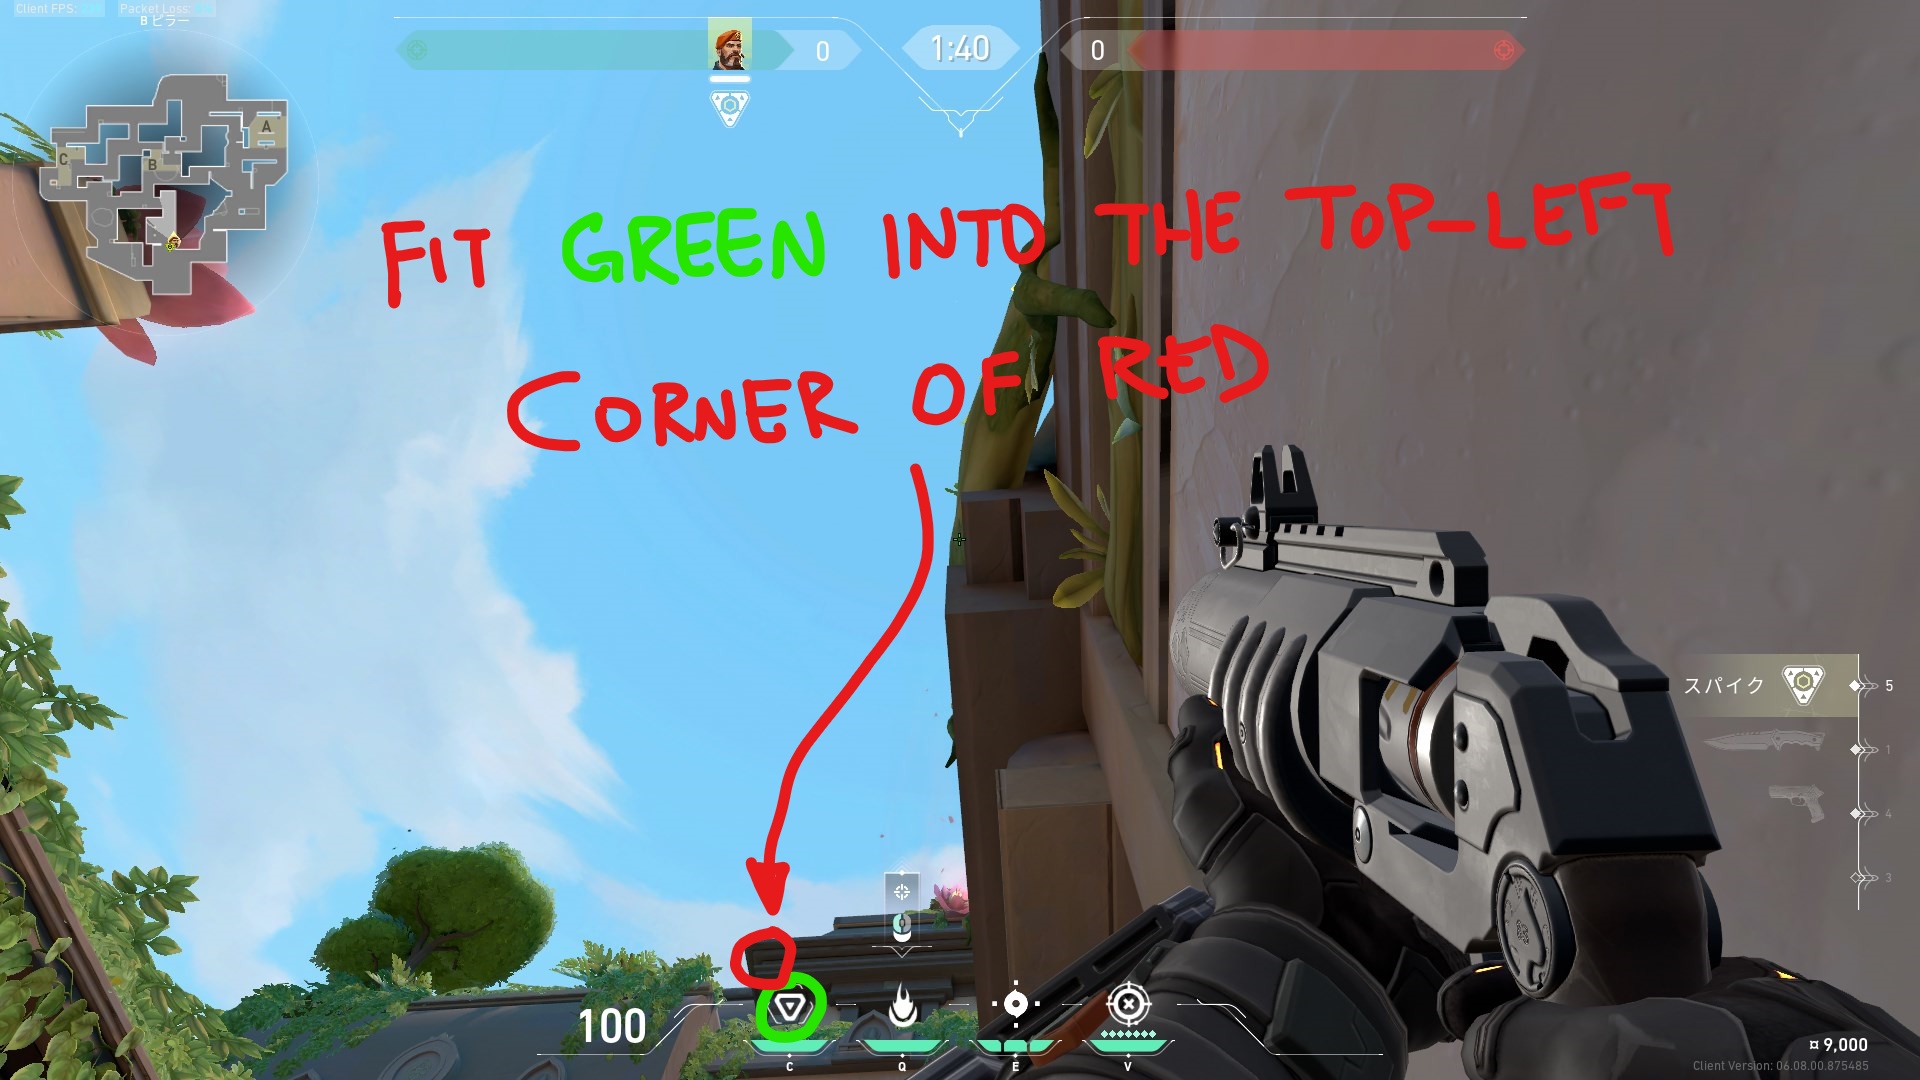 Client FPS:
Packet Loss:
B ピラー
0
1:40
0
A
C
B
FIT GREEN INTO THE TOP-LEFT
CORNER OF RED
スパイク
5
1
4
3
100
C
Q
E
V
¤ 9,000
Client Version: 06.08.00.875485